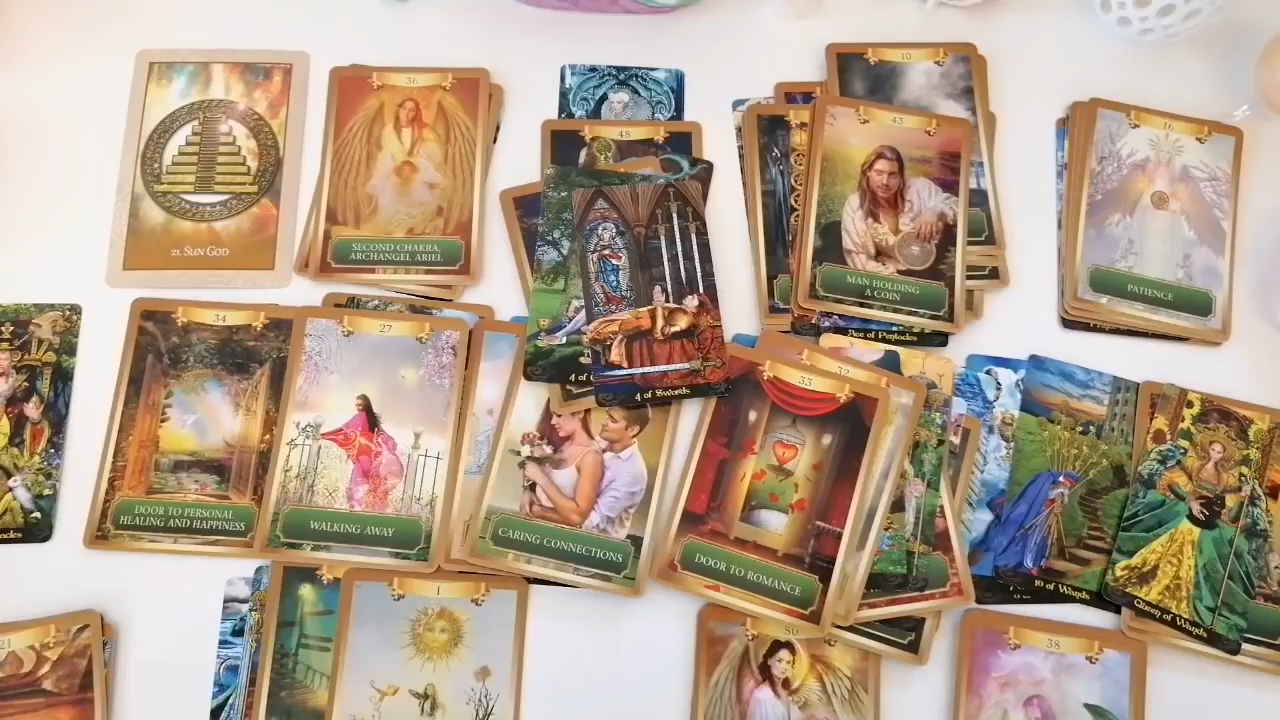 21. SUN GOD
36
SECOND CHAKRA,
ARCHANGEL ARIEL
48
10
43
MAN HOLDING
A COIN
Ace of Pentacles
16
PATIENCE
4 of
4 of Swords
34
DOOR TO PERSONAL
HEALING AND HAPPINESS
27
WALKING AWAY
CARING CONNECTIONS
32
33
DOOR TO ROMANCE
10 of Wands
Queen of Wands
21
1
50
38